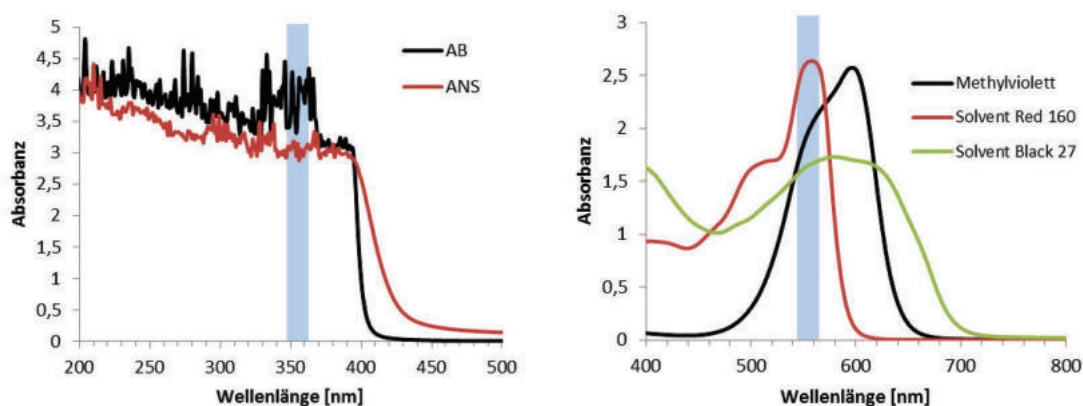 5
4,5
4
3,5
3
2,5
2
1,5
1
0,5
0
Absorbanz
AB
ANS
200 250 300 350 400 450 500
Wellenlänge [nm]
3
2,5
2
1,5
1
0,5
0
Absorbanz
Methylviolett
Solvent Red 160
Solvent Black 27
400 500 600 700 800
Wellenlänge [nm]